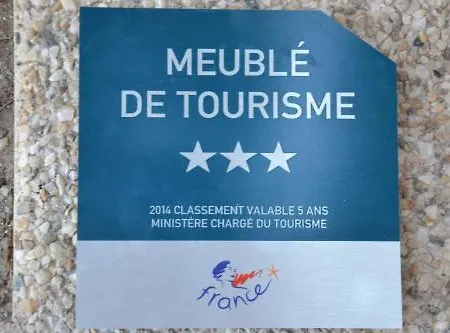 MEUBLÉ
DE TOURISME
2014 CLASSEMENT VALABLE 5 ANS
MINISTÈRE CHARGÉ DU TOURISME
france